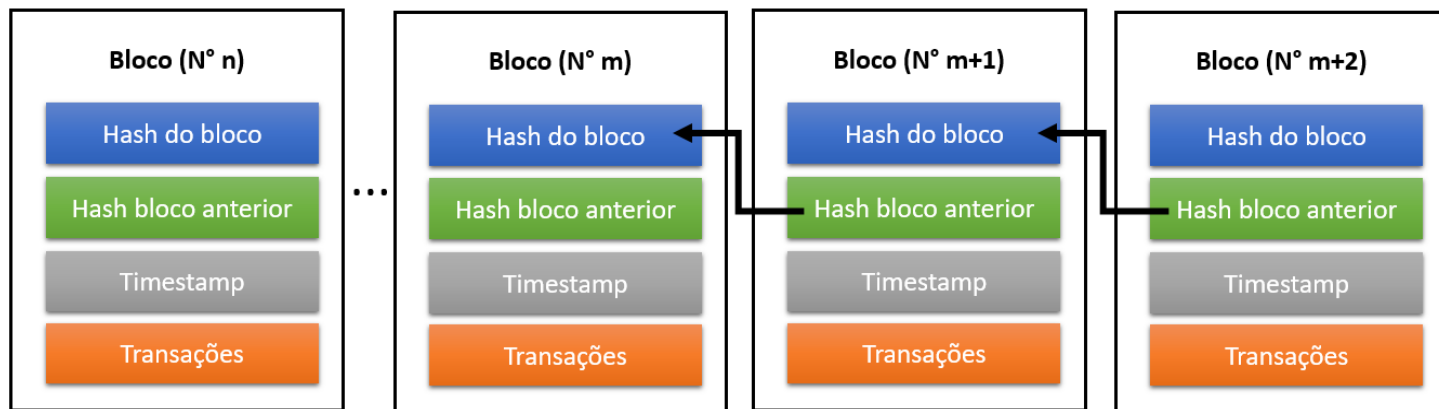 Bloco (N° n)
Hash do bloco
Hash bloco anterior
Timestamp
Transações
...
Bloco (N° m)
Hash do bloco
Hash bloco anterior
Timestamp
Transações
Bloco (N° m+1)
Hash do bloco
Hash bloco anterior
Timestamp
Transações
Bloco (N° m+2)
Hash do bloco
Hash bloco anterior
Timestamp
Transações